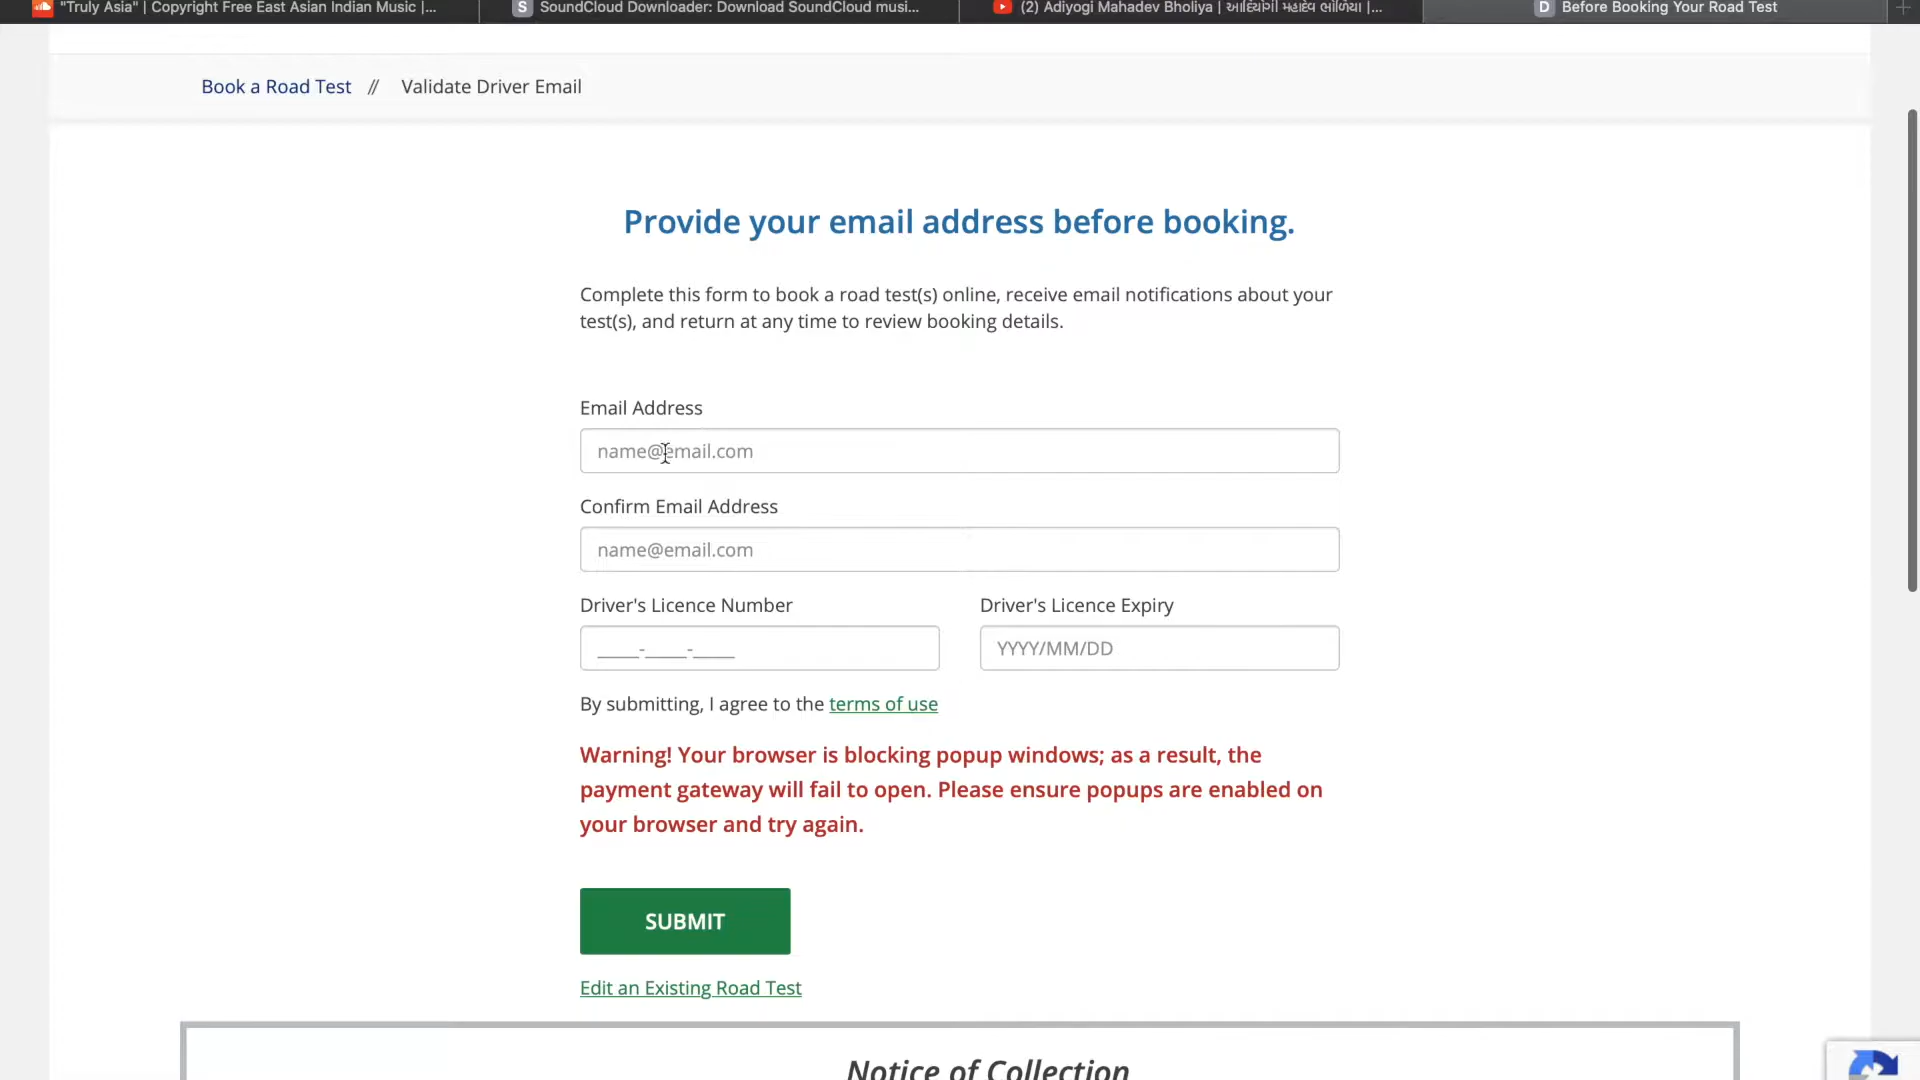 "Truly Asia" | Copyright Free East Asian Indian Music |...
S SoundCloud Downloader: Download SoundCloud musi...
(2) Adiyogi Mahadev Bholiya | આદિયોગી મહાદેવ ભોળિયા |...
D Before Booking Your Road Test
Book a Road Test // Validate Driver Email
Provide your email address before booking.
Complete this form to book a road test(s) online, receive email notifications about your
test(s), and return at any time to review booking details.
Email Address
name@email.com
Confirm Email Address
name@email.com
Driver's Licence Number
Driver's Licence Expiry
_____-_____-_____
YYYY/MM/DD
By submitting, I agree to the terms of use
Warning! Your browser is blocking popup windows; as a result, the
payment gateway will fail to open. Please ensure popups are enabled on
your browser and try again.
SUBMIT
Edit an Existing Road Test
Notice of Collection